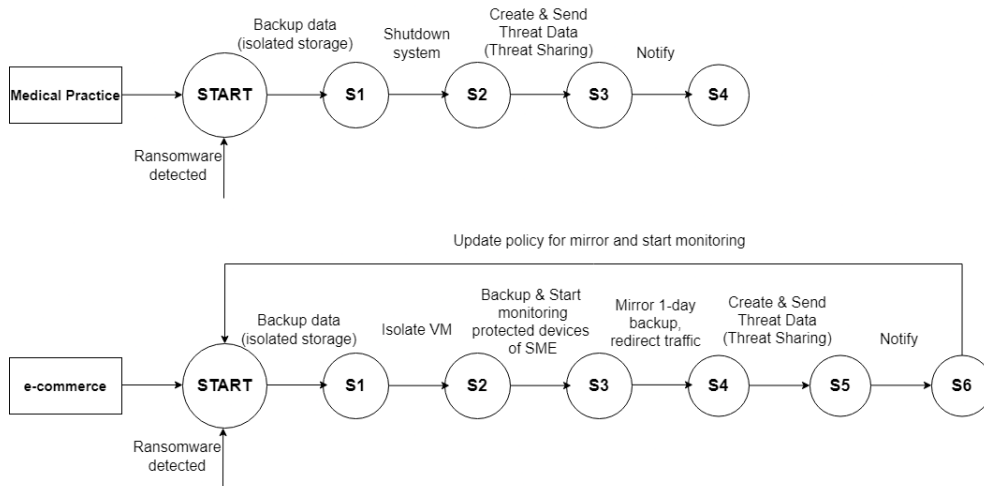 Backup data
(isolated storage)
Shutdown
system
Create & Send
Threat Data
(Threat Sharing)
Notify
Medical Practice
START
S1
S2
S3
S4
Ransomware
detected
Update policy for mirror and start monitoring
Backup data
(isolated storage)
Isolate VM
Backup & Start
monitoring
protected devices
of SME
Mirror 1-day
backup,
redirect traffic
Create & Send
Threat Data
(Threat Sharing)
Notify
e-commerce
START
S1
S2
S3
S4
S5
S6
Ransomware
detected